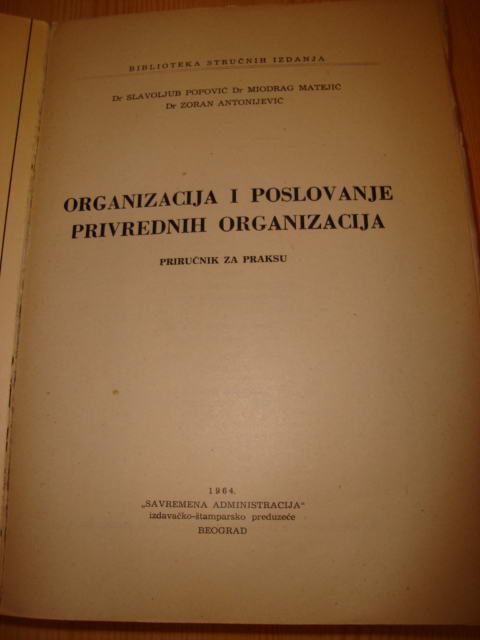 BIBLIOTEKA STRUČNIH IZDANJA
Dr SLAVOLJUB POPOVIĆ Dr MIODRAG MATEJIĆ
Dr ZORAN ANTONIJEVIĆ
ORGANIZACIJA I POSLOVANJE
PRIVREDNIH ORGANIZACIJA
PRIRUČNIK ZA PRAKSU
1964.
„SAVREMENA ADMINISTRACIJA“
izdavačko-štamparsko preduzeće
BEOGRAD